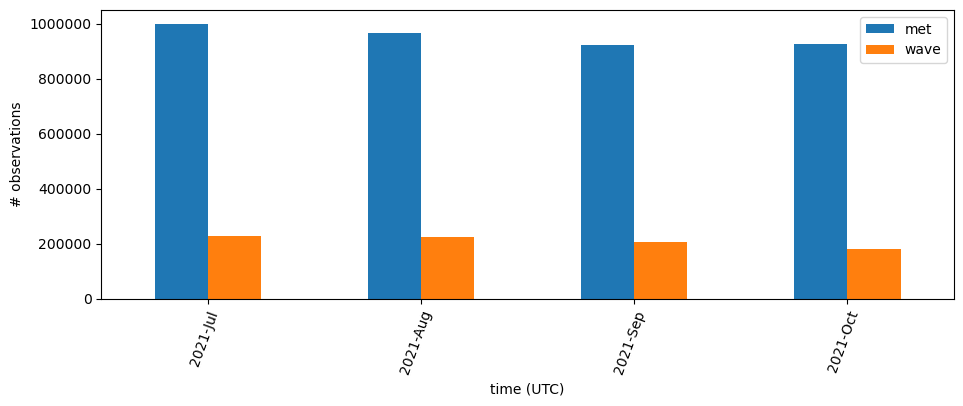 1000000
800000
600000
400000
200000
0
# observations
met
wave
2021-Jul
2021-Aug
2021-Sep
2021-Oct
time (UTC)